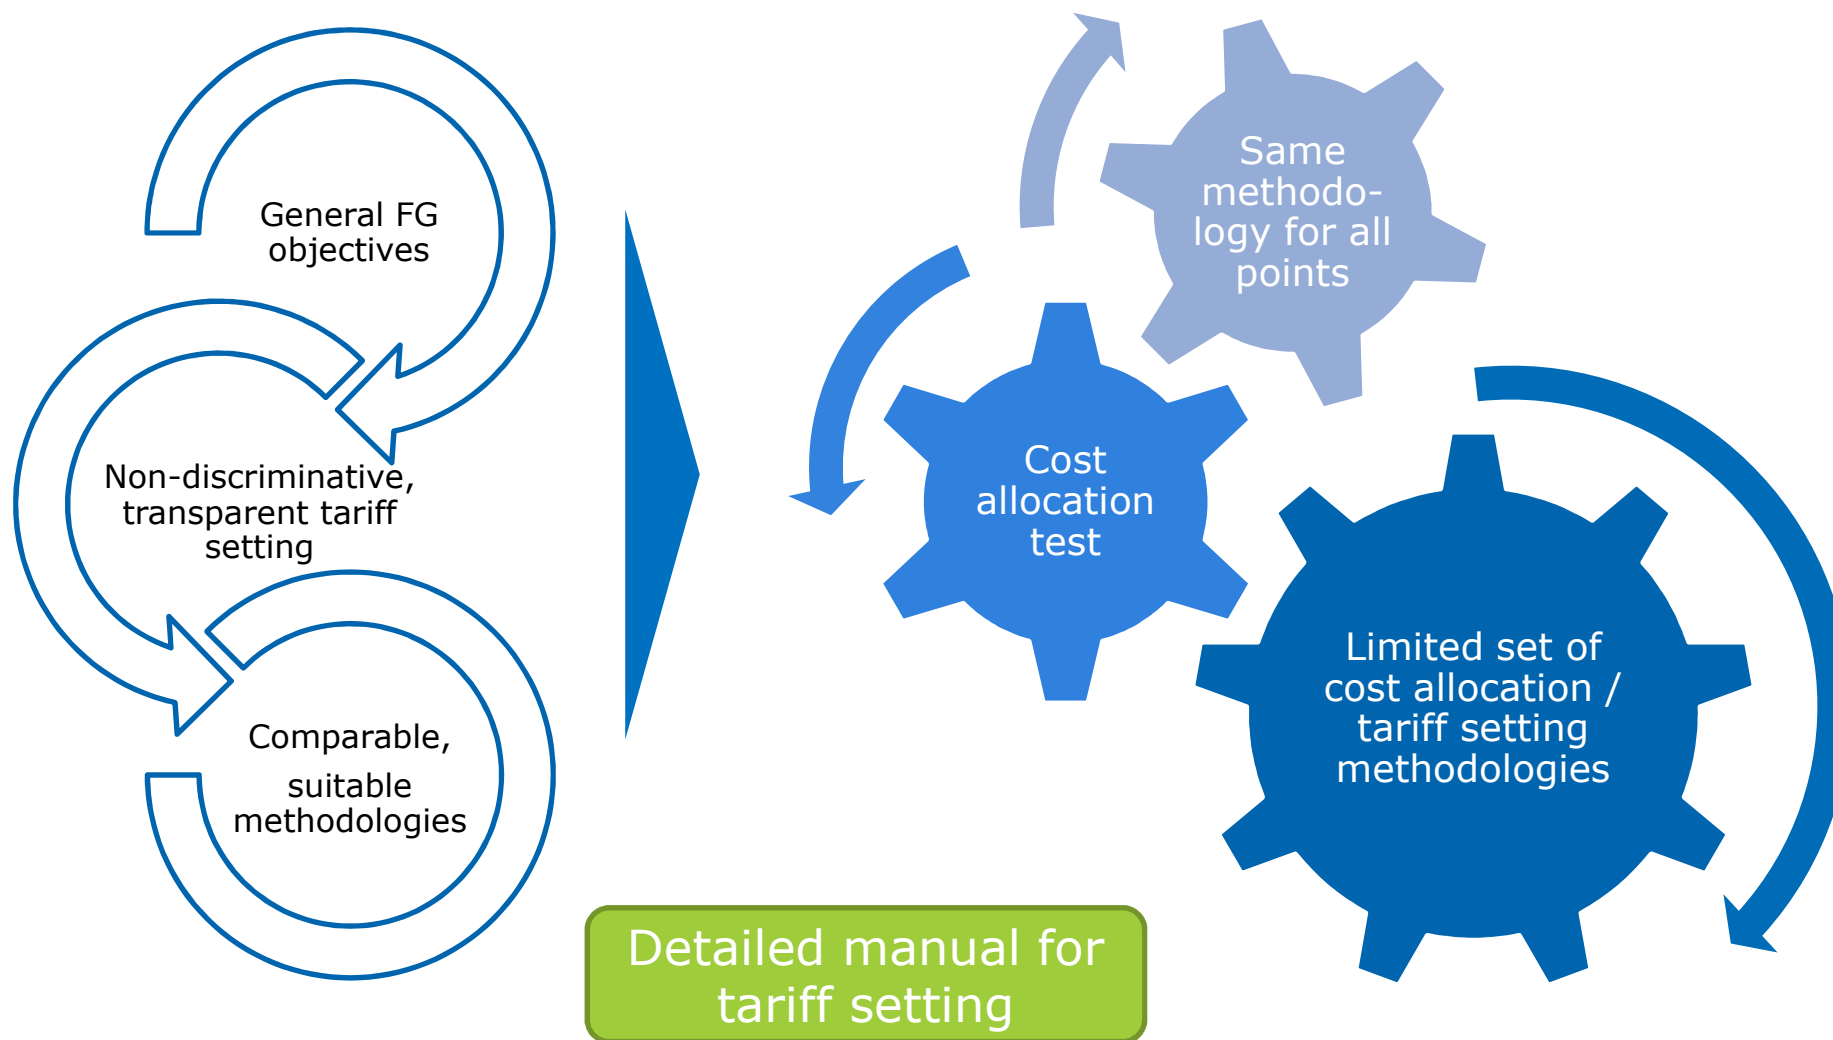 General FG
objectives
Non-discriminative,
transparent tariff
setting
Comparable,
suitable
methodologies
Same
methodo-
logy for all
points
Cost
allocation
test
Limited set of
cost allocation /
tariff setting
methodologies
Detailed manual for
tariff setting